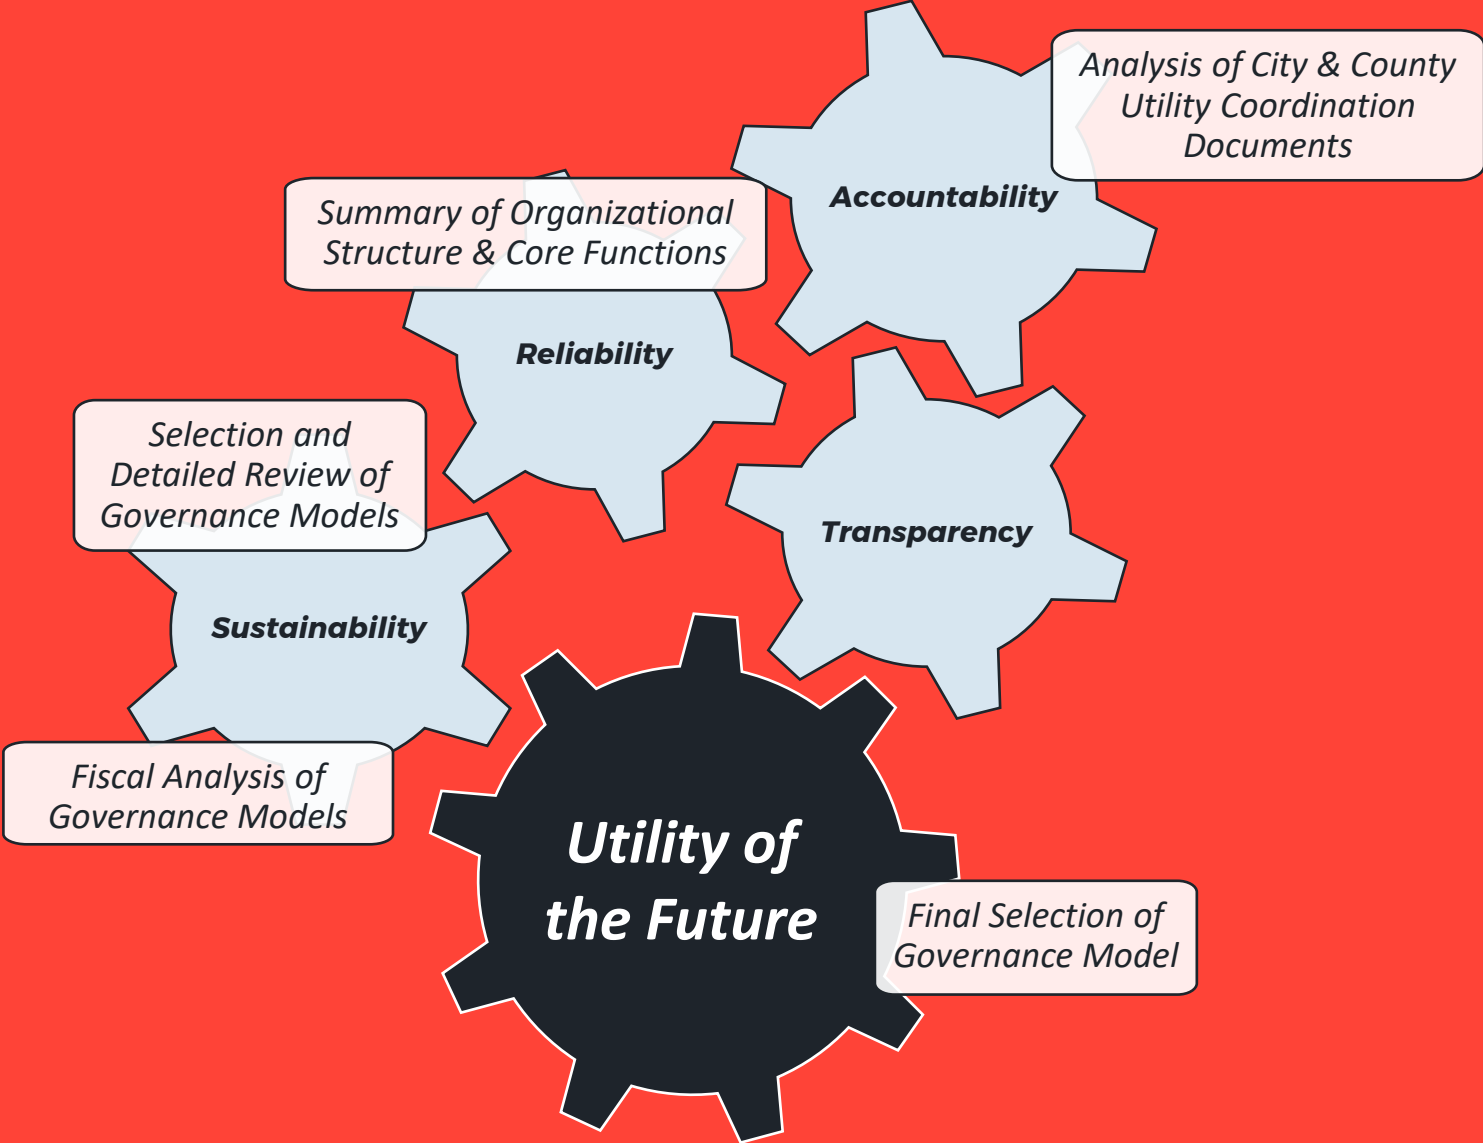 Analysis of City & County
Utility Coordination
Documents
Accountability
Summary of Organizational
Structure & Core Functions
Reliability
Selection and
Detailed Review of
Governance Models
Transparency
Sustainability
Fiscal Analysis of
Governance Models
Utility of
the Future
Final Selection of
Governance Model